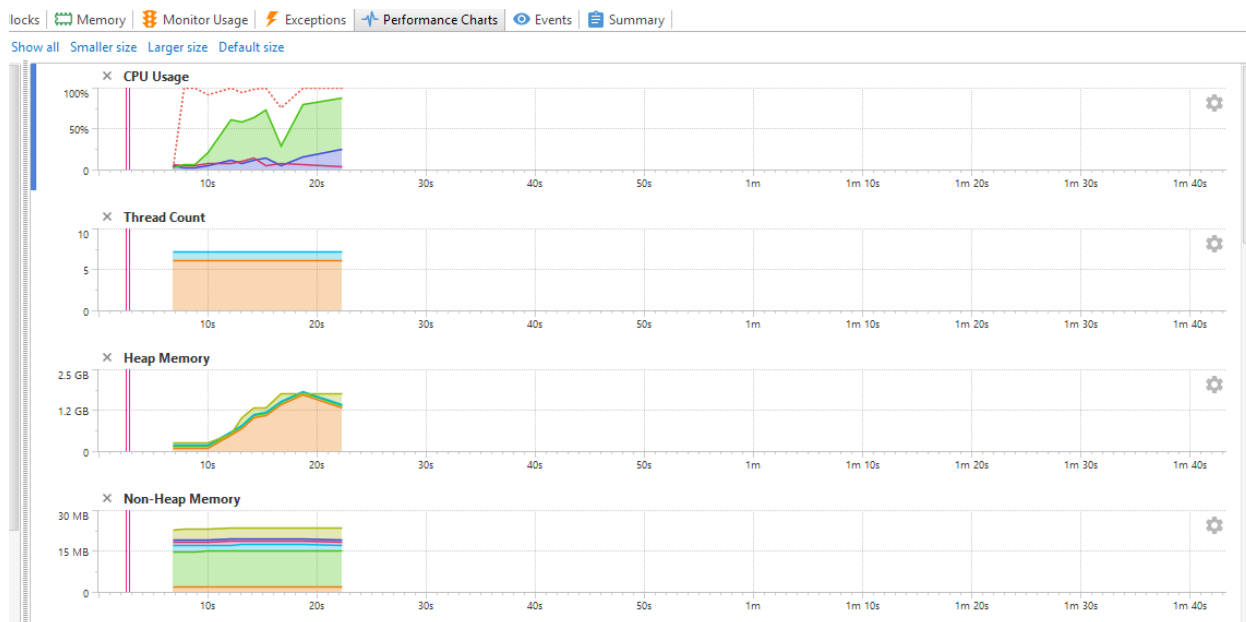 locks Memory Monitor Usage Exceptions Performance Charts Events Summary
Show all Smaller size Larger size Default size
CPU Usage
100%
50%
0
10s 20s 30s 40s 50s 1m 1m 10s 1m 20s 1m 30s 1m 40s
Thread Count
10
5
0
10s 20s 30s 40s 50s 1m 1m 10s 1m 20s 1m 30s 1m 40s
Heap Memory
2.5 GB
1.2 GB
0
10s 20s 30s 40s 50s 1m 1m 10s 1m 20s 1m 30s 1m 40s
Non-Heap Memory
30 MB
15 MB
0
10s 20s 30s 40s 50s 1m 1m 10s 1m 20s 1m 30s 1m 40s